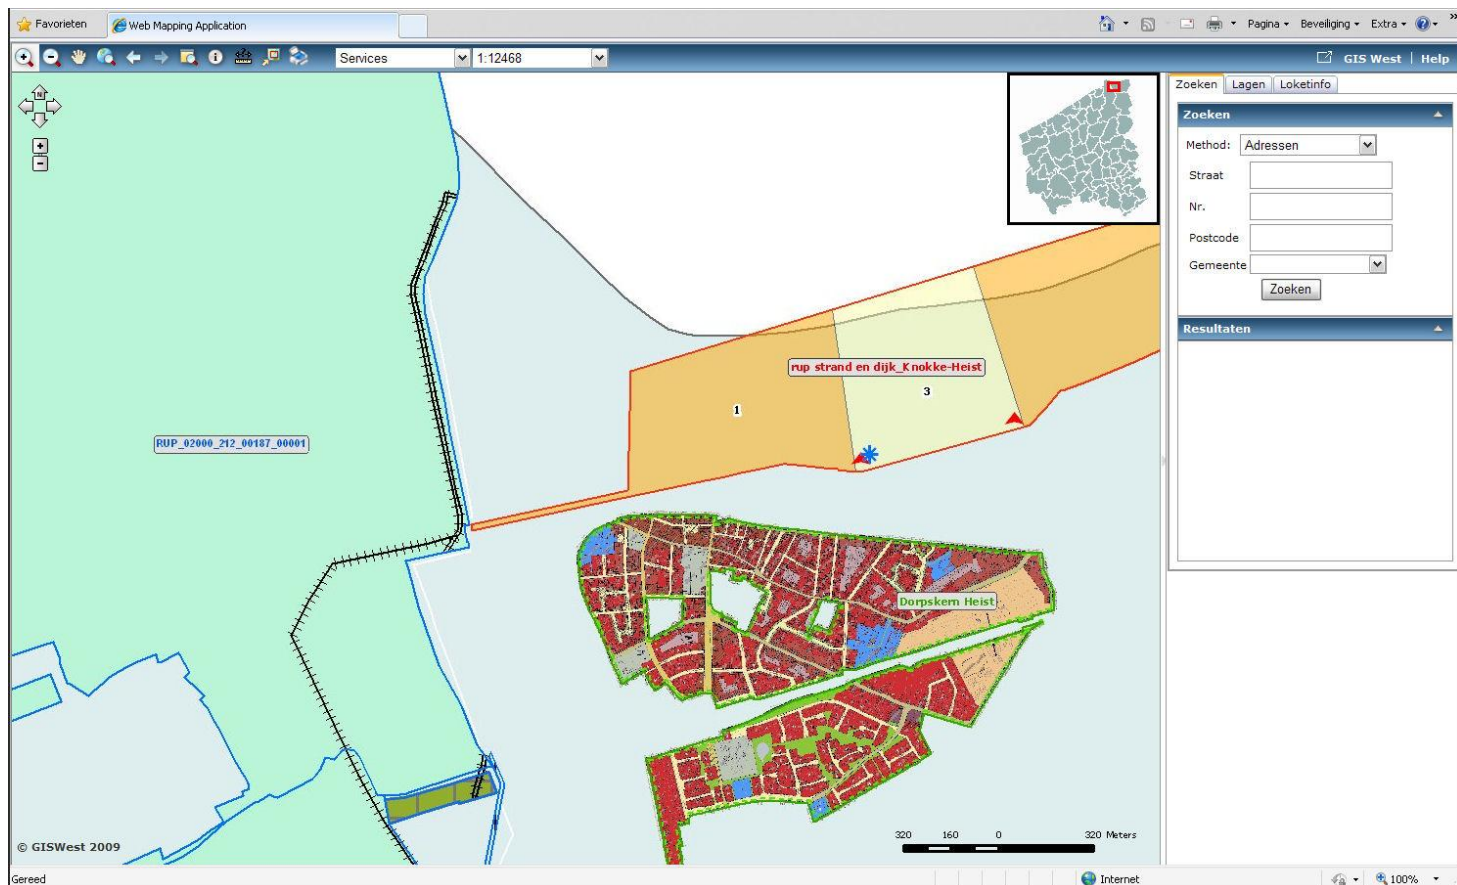 Favorieten
Web Mapping Application
Pagina
Beveiliging
Extra
»
Services
1:12468
GIS West | Help
N
Zoeken
Lagen
Loketinfo
Zoeken
Method:
Adressen
Straat
Nr.
Postcode
Gemeente
Zoeken
Resultaten
rup strand en dijk_Knokke-Heist
1
3
RUP_02000_212_00187_00001
Dorpskern Heist
320 160 0 320 Meters
© GISWest 2009
Gereed
Internet
100%